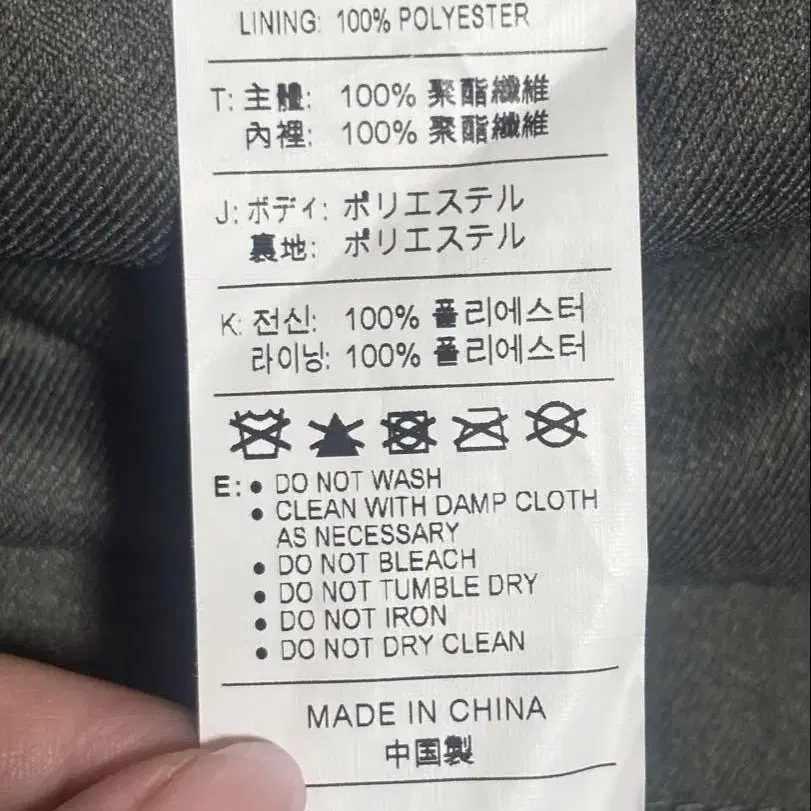 LINING: 100% POLYESTER
T: 主體: 100% 聚酯纖維
內裡: 100% 聚酯纖維
J: ボディ: ポリエステル
裏地: ポリエステル
K: 전신: 100% 폴리에스터
라이닝: 100% 폴리에스터
E: • DO NOT WASH
• CLEAN WITH DAMP CLOTH
AS NECESSARY
• DO NOT BLEACH
• DO NOT TUMBLE DRY
• DO NOT IRON
• DO NOT DRY CLEAN
MADE IN CHINA
中国製